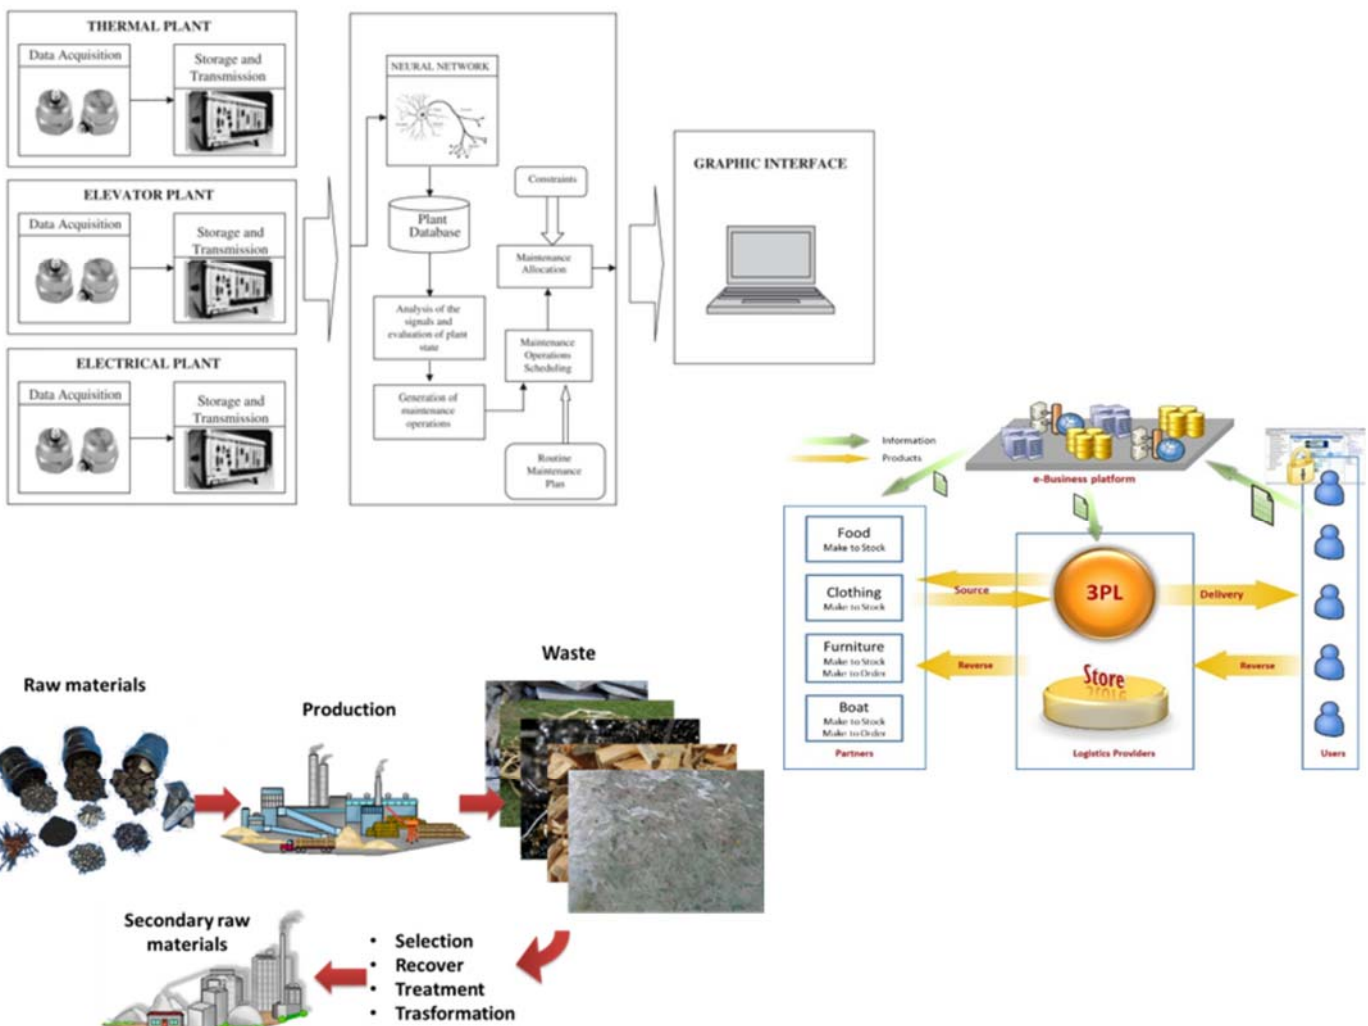 THERMAL PLANT
Data Acquisition
Storage and
Transmission
ELEVATOR PLANT
Data Acquisition
Storage and
Transmission
ELECTRICAL PLANT
Data Acquisition
Storage and
Transmission
NEURAL NETWORK
Plant
Database
Analysis of the
signals and
evaluation of plant
state
Generation of
maintenance
operations
Constraints
Maintenance
Allocation
Maintenance
Operations
Scheduling
Routine
Maintenance
Plan
GRAPHIC INTERFACE
Information
Products
e-Business platform
Food
Make to Stock
Clothing
Make to Stock
Furniture
Make to Stock
Make to Order
Boat
Make to Stock
Make to Order
Partners
Source
Reverse
3PL
Store
Logistics Providers
Delivery
Reverse
Users
Raw materials
Production
Waste
Secondary raw
materials
• Selection
• Recover
• Treatment
• Trasformation